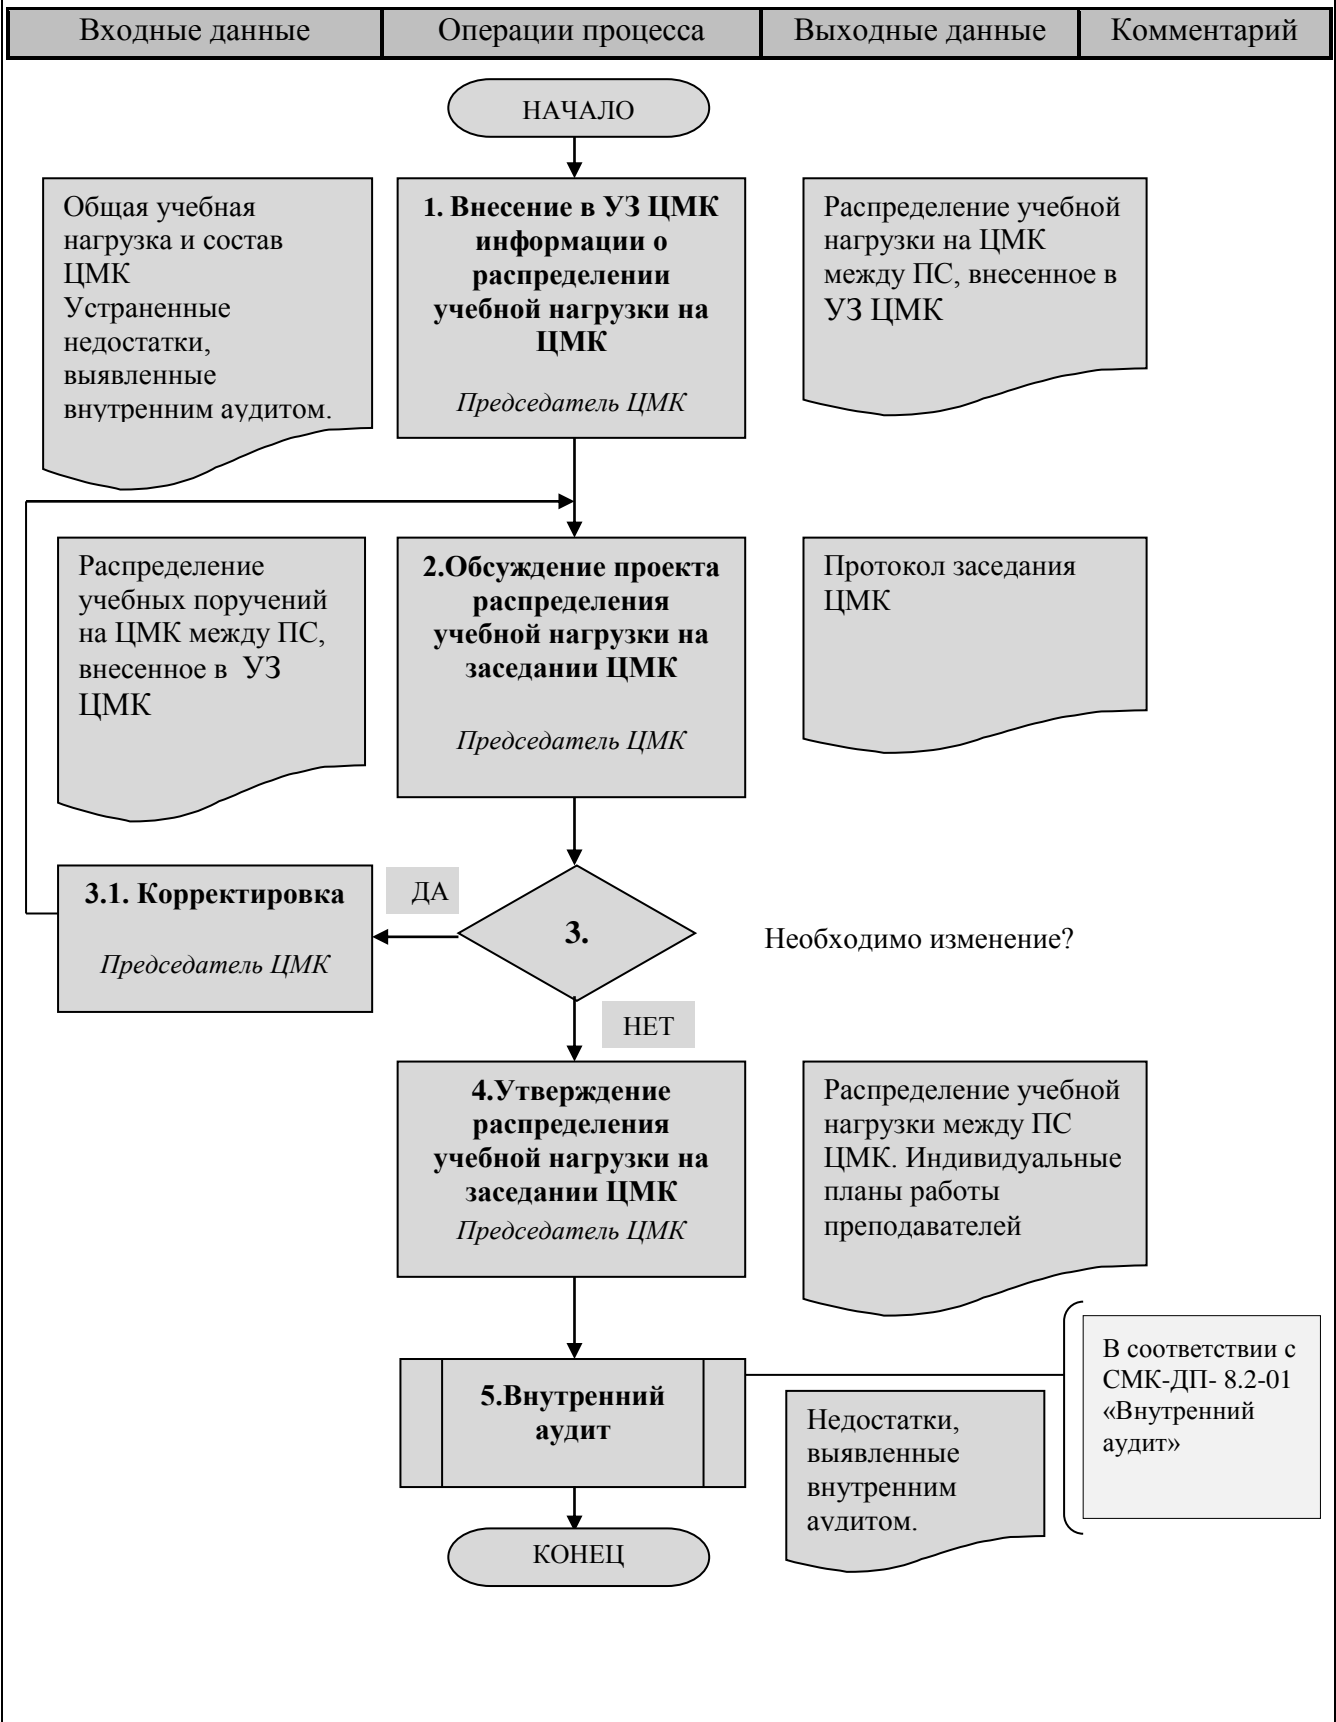 Входные данные
Операции процесса
Выходные данные
Комментарий
НАЧАЛО
Общая учебная
нагрузка и состав
ЦМК
Устраненные
недостатки,
выявленные
внутренним аудитом.
1. Внесение в УЗ ЦМК
информации о
распределении
учебной нагрузки на
ЦМК
Председатель ЦМК
Распределение учебной
нагрузки на ЦМК
между ПС, внесенное в
УЗ ЦМК
Распределение
учебных поручений
на ЦМК между ПС,
внесенное в УЗ
ЦМК
2.Обсуждение проекта
распределения
учебной нагрузки на
заседании ЦМК
Председатель ЦМК
Протокол заседания
ЦМК
3.1. Корректировка
Председатель ЦМК
ДА
3.
Необходимо изменение?
НЕТ
4.Утверждение
распределения
учебной нагрузки на
заседании ЦМК
Председатель ЦМК
Распределение учебной
нагрузки между ПС
ЦМК. Индивидуальные
планы работы
преподавателей
5.Внутренний
аудит
Недостатки,
выявленные
внутренним
аудитом.
В соответствии с
СМК-ДП- 8.2-01
«Внутренний
аудит»
КОНЕЦ